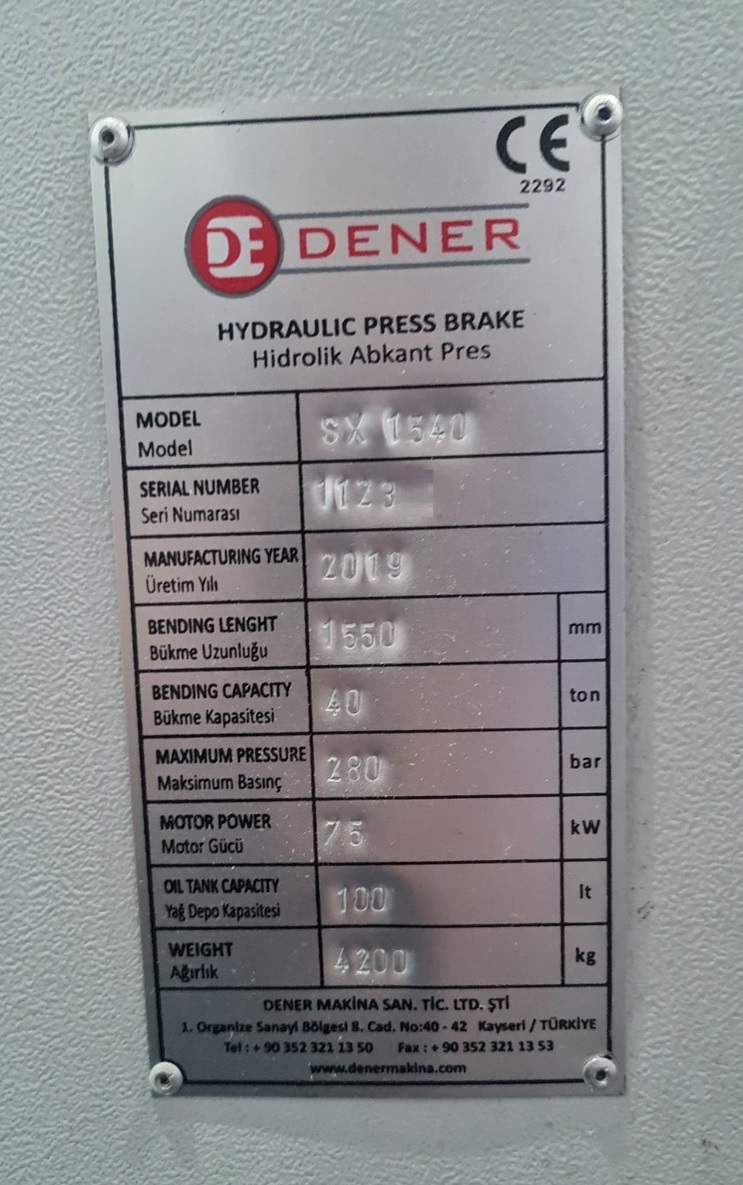 CE
2292
DE DENER
HYDRAULIC PRESS BRAKE
Hidrolik Abkant Pres
MODEL
Model
SX 1540
SERIAL NUMBER
Seri Numarası
1123
MANUFACTURING YEAR
Üretim Yılı
2019
BENDING LENGHT
Bükme Uzunluğu
1550
mm
BENDING CAPACITY
Bükme Kapasitesi
40
ton
MAXIMUM PRESSURE
Maksimum Basınç
280
bar
MOTOR POWER
Motor Gücü
7.5
kW
OIL TANK CAPACITY
Yağ Depo Kapasitesi
100
lt
WEIGHT
Ağırlık
4200
kg
DENER MAKİNA SAN. TİC. LTD. ŞTİ
1. Organize Sanayi Bölgesi 8. Cad. No:40 - 42 Kayseri / TÜRKİYE
Tel : + 90 352 321 13 50 Fax : + 90 352 321 13 53
www.denermakina.com